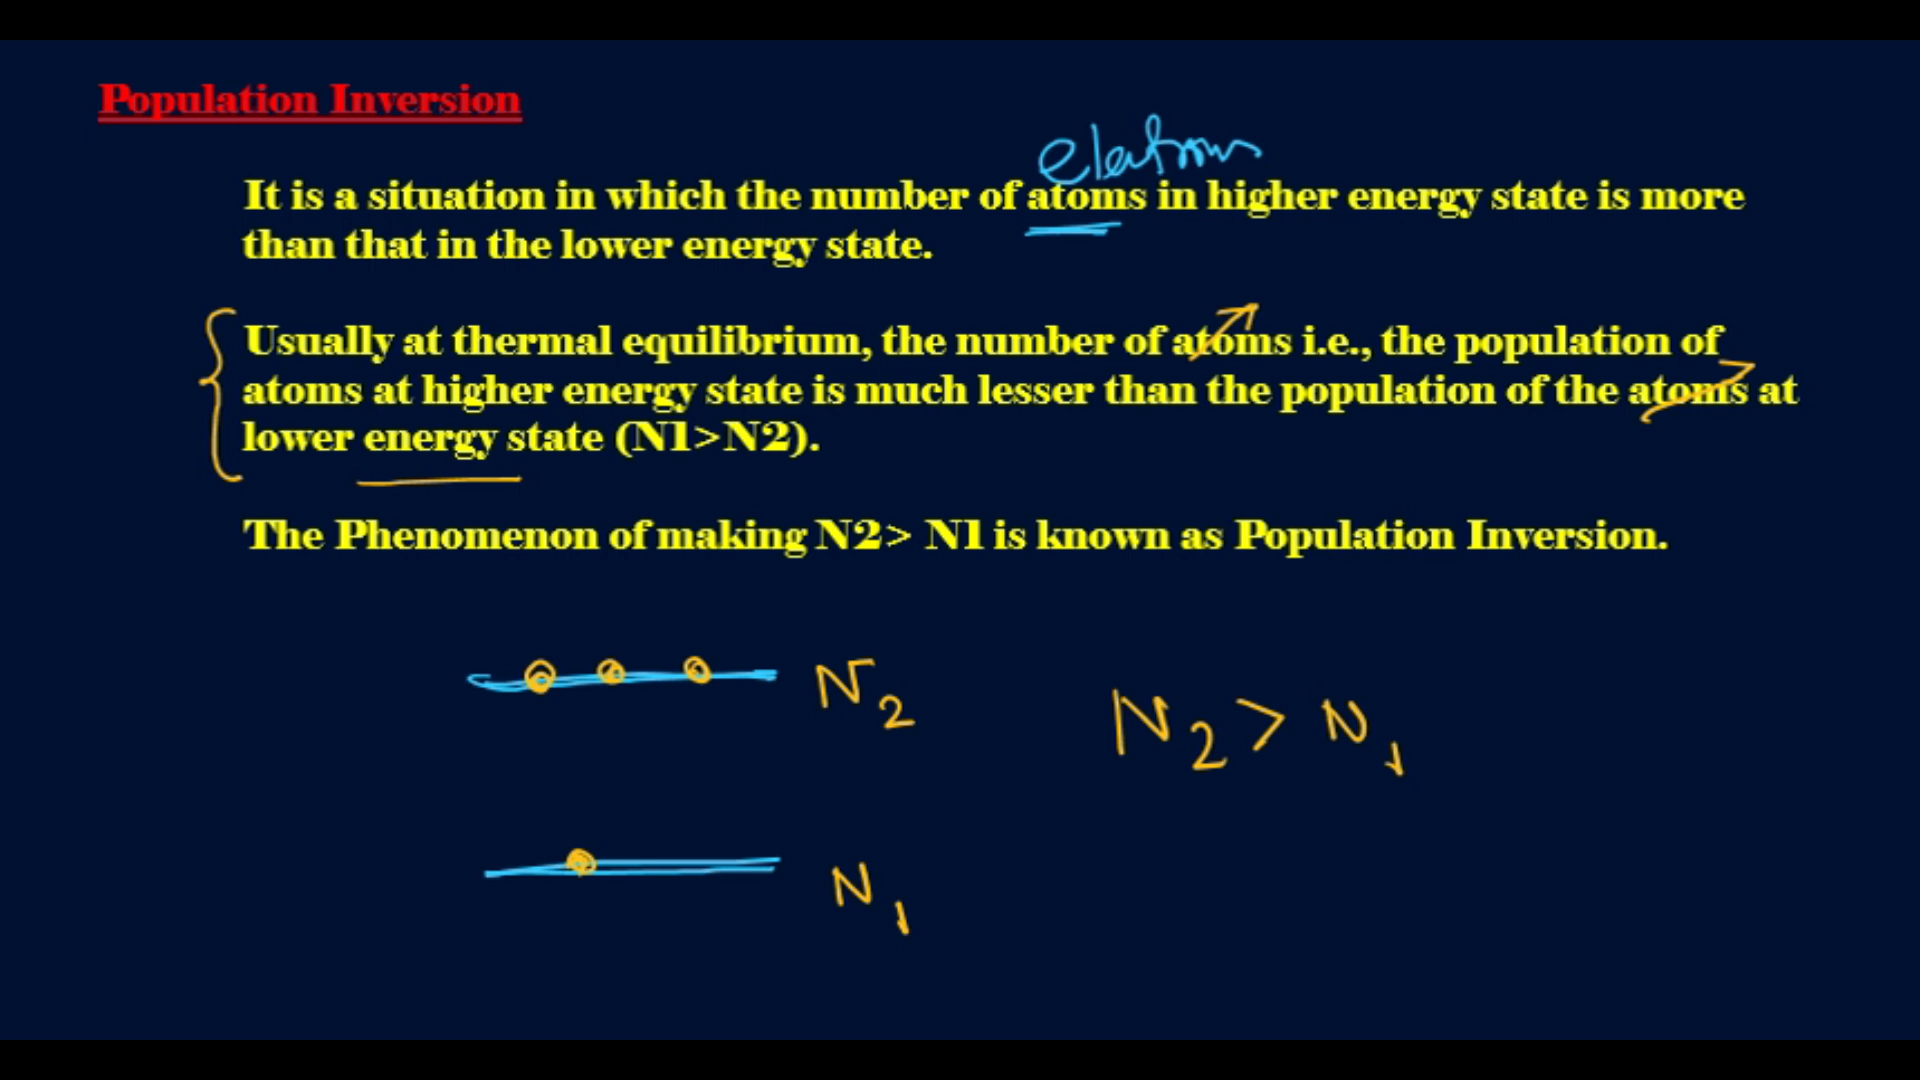 Population Inversion
electrons
It is a situation in which the number of atoms in higher energy state is more
than that in the lower energy state.
Usually at thermal equilibrium, the number of atoms i.e., the population of
atoms at higher energy state is much lesser than the population of the atoms at
lower energy state (N1>N2).
The Phenomenon of making N2> N1 is known as Population Inversion.
N2
N2 > N1
N1